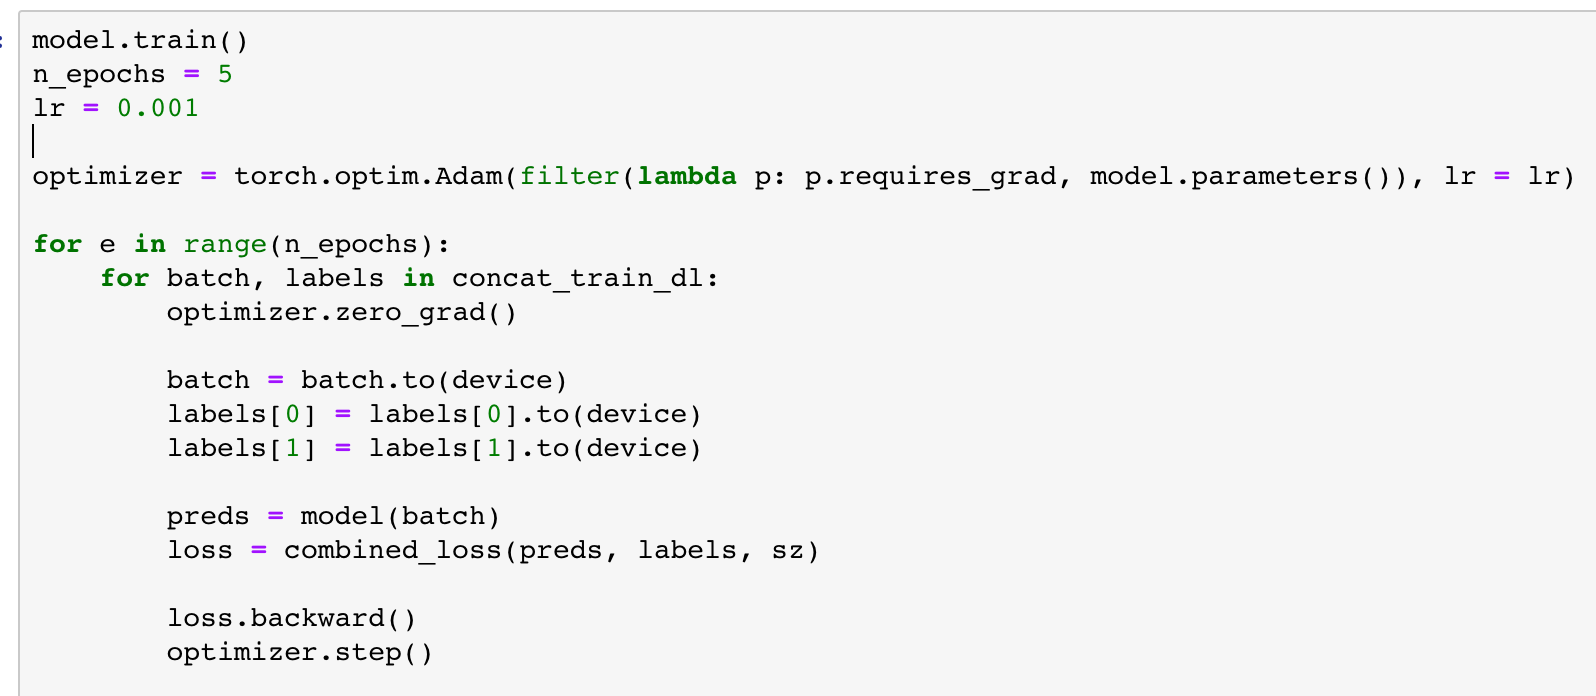 :
model.train()
n_epochs = 5
lr = 0.001
optimizer = torch.optim.Adam(filter(lambda p: p.requires_grad, model.parameters()), lr = lr)
for e in range(n_epochs):
    for batch, labels in concat_train_dl:
        optimizer.zero_grad()
        batch = batch.to(device)
        labels[0] = labels[0].to(device)
        labels[1] = labels[1].to(device)
        preds = model(batch)
        loss = combined_loss(preds, labels, sz)
        loss.backward()
        optimizer.step()